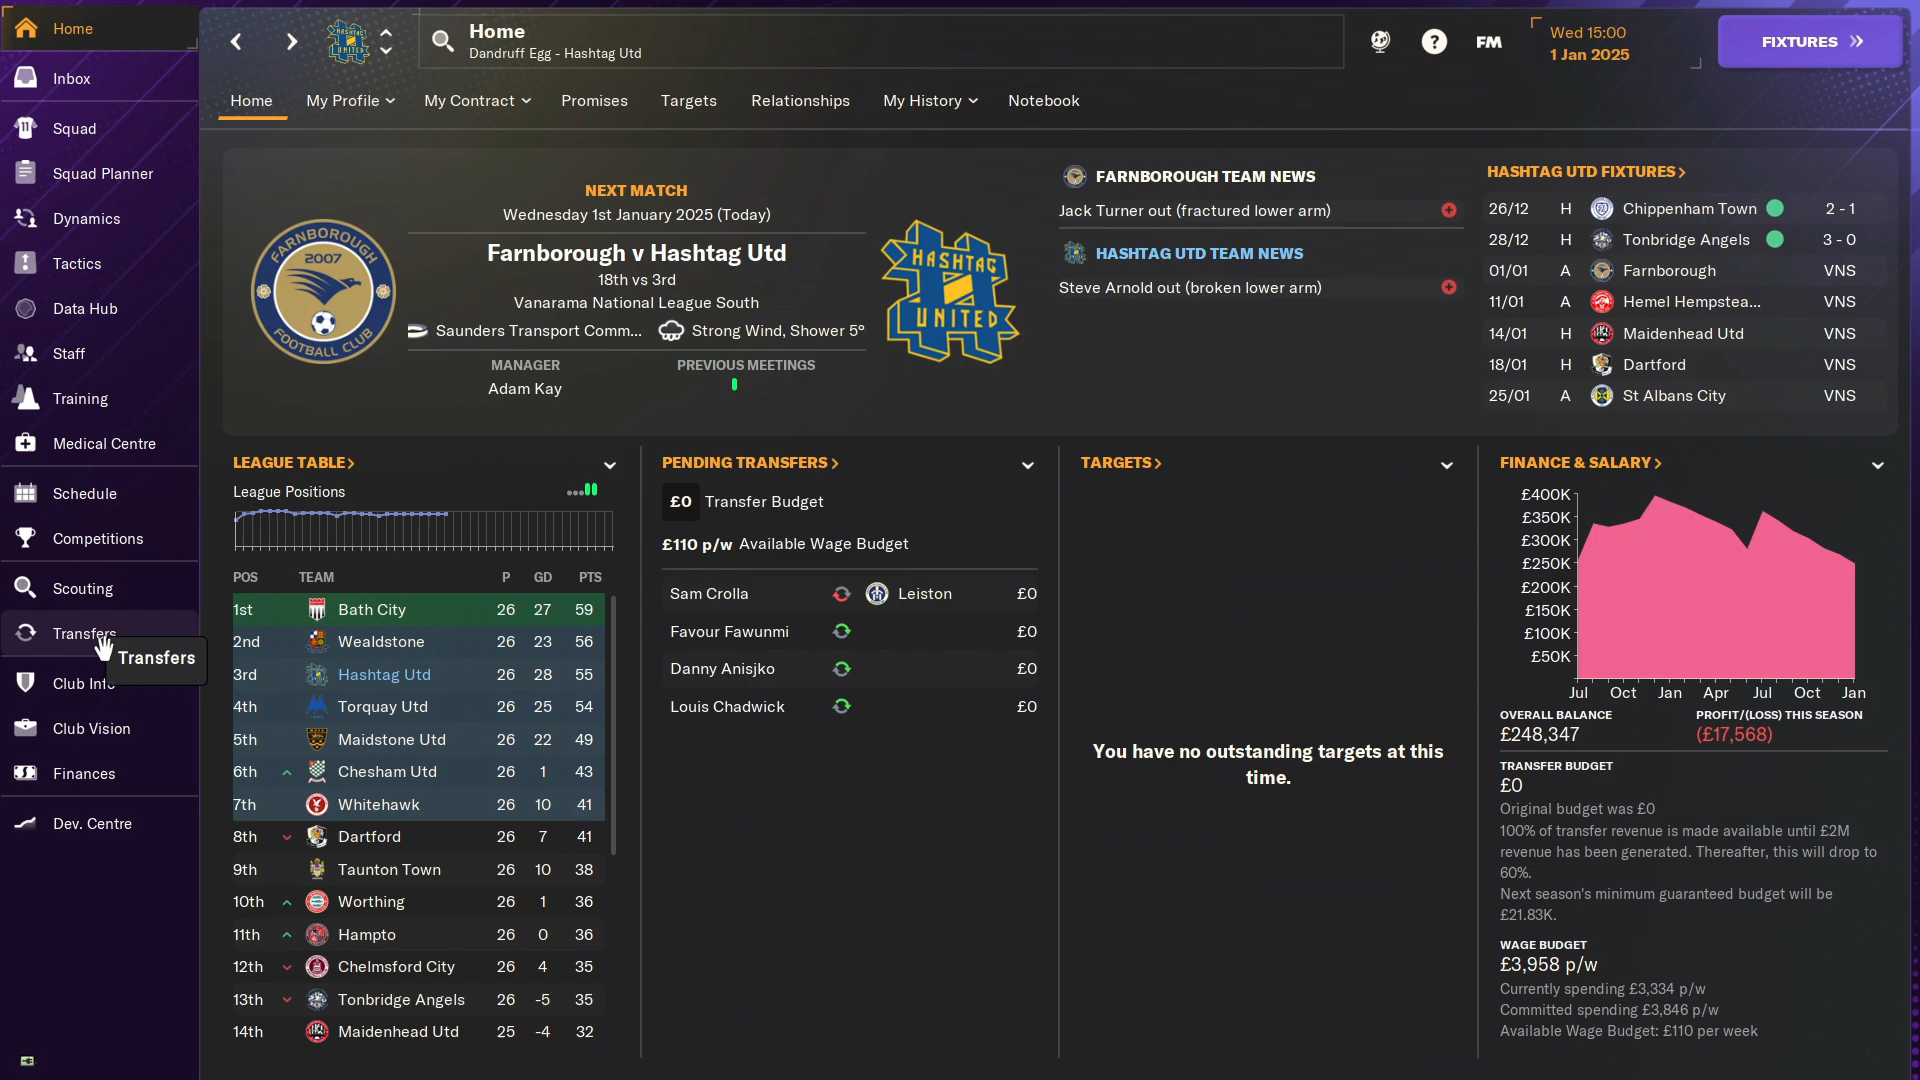 Home
Inbox
Squad
Squad Planner
Dynamics
Tactics
Data Hub
Staff
Training
Medical Centre
Schedule
Competitions
Scouting
Transfers
Transfers
Club Info
Club Vision
Finances
Dev. Centre
Home
Dandruff Egg - Hashtag Utd
?
FM
Wed 15:00
1 Jan 2025
FIXTURES
Home
My Profile
My Contract
Promises
Targets
Relationships
My History
Notebook
FARNBOROUGH
2007
FOOTBALL CLUB
NEXT MATCH
Wednesday 1st January 2025 (Today)
Farnborough v Hashtag Utd
18th vs 3rd
Vanarama National League South
Saunders Transport Comm... Strong Wind, Shower 5°
MANAGER
Adam Kay
PREVIOUS MEETINGS
HASHTAG
UNITED
FARNBOROUGH TEAM NEWS
Jack Turner out (fractured lower arm)
HASHTAG UTD TEAM NEWS
Steve Arnold out (broken lower arm)
HASHTAG UTD FIXTURES
26/12 H Chippenham Town 2 - 1
28/12 H Tonbridge Angels 3 - 0
01/01 A Farnborough VNS
11/01 A Hemel Hempstea... VNS
14/01 H Maidenhead Utd VNS
18/01 H Dartford VNS
25/01 A St Albans City VNS
LEAGUE TABLE
League Positions
POS TEAM P GD PTS
1st Bath City 26 27 59
2nd Wealdstone 26 23 56
3rd Hashtag Utd 26 28 55
4th Torquay Utd 26 25 54
5th Maidstone Utd 26 22 49
6th Chesham Utd 26 1 43
7th Whitehawk 26 10 41
8th Dartford 26 7 41
9th Taunton Town 26 10 38
10th Worthing 26 1 36
11th Hampto 26 0 36
12th Chelmsford City 26 4 35
13th Tonbridge Angels 26 -5 35
14th Maidenhead Utd 25 -4 32
PENDING TRANSFERS
£0 Transfer Budget
£110 p/w Available Wage Budget
Sam Crolla Leiston £0
Favour Fawunmi £0
Danny Anisjko £0
Louis Chadwick £0
TARGETS
You have no outstanding targets at this
time.
FINANCE & SALARY
£400K
£350K
£300K
£250K
£200K
£150K
£100K
£50K
Jul Oct Jan Apr Jul Oct Jan
OVERALL BALANCE
£248,347
PROFIT/(LOSS) THIS SEASON
(£17,568)
TRANSFER BUDGET
£0
Original budget was £0
100% of transfer revenue is made available until £2M
revenue has been generated. Thereafter, this will drop to
60%.
Next season's minimum guaranteed budget will be
£21.83K.
WAGE BUDGET
£3,958 p/w
Currently spending £3,334 p/w
Committed spending £3,846 p/w
Available Wage Budget: £110 per week